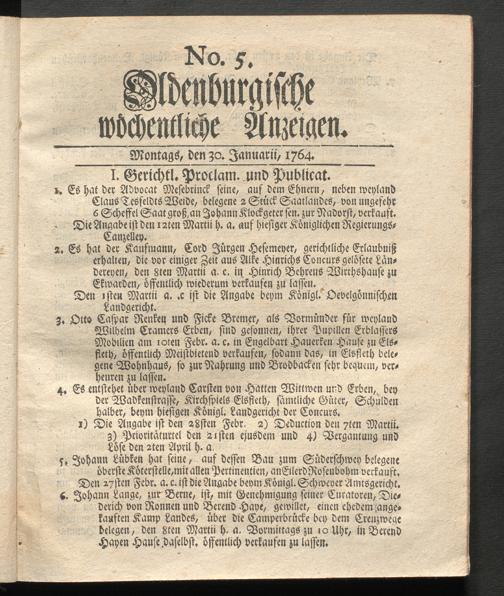 No. 5.
Oldenburgische
wöchentliche Anzeigen.
Montags, den 30. Januarii, 1764.
I. Gerichtl. Proclam. und Publicat.
1. Es hat der Advocat Mesebrinck seine, auf dem Ehnern, neben weyland
Claus Tesfeldts Weide, belegene 2 Stück Saatlandes, von ungefehr
6 Scheffel Saat groß, an Johann Klockgeter sen. zur Nadorst, verkauft.
Die Angabe ist den 12ten Martii h. a. auf hiesiger Königlichen Regierungs-
Canzelley.
2. Es hat der Kaufmann, Cord Jürgen Hesemeyer, gerichtliche Erlaubniß
erhalten, die vor einiger Zeit aus Alke Hinrichs Concurs gelösete Län-
dereyen, den 8ten Martii a. c. in Hinrich Behrens Wirthshause zu
Ekwarden, öffentlich wiederum verkaufen zu lassen.
Den 1sten Martii a. c ist die Angabe beym Königl. Oevelgönnischen
Landgericht.
3. Otto Caspar Renken und Ficke Bremer, als Vormünder für weyland
Wilhelm Cramers Erben, sind gesonnen, ihrer Pupillen Erblassers
Mobilien am 10ten Febr. a. c. in Engelbart Hauerken Hause zu Els-
fleth, öffentlich Meistbietend verkaufen, sodann das, in Elsfleth bele-
gene Wohnhaus, so zur Nahrung und Brodbacken sehr bequem, ver-
heuren zu lassen.
4. Es entstehet über weyland Carsten von Hatten Wittwen und Erben, bey
der Wadkenstrasse, Kirchspiels Elsfleth, sämtliche Güter, Schulden
halber, beym hiesigen Königl. Landgericht der Concurs.
1) Die Angabe ist den 28sten Febr. 2) Deduction den 7ten Martii.
3) Prioritäturtel den 21sten ejusdem und 4) Vergantung und
Löse den 2ten April h. a.
5. Johann Lübken hat seine, auf dessen Bau zum Süderschwey belegene
öberste Köterstelle, mit allen Pertinentien, an Eilerd Rosenbohm verkauft.
Den 27sten Febr. a. c. ist die Angabe beym Königl. Schweyer Amtsgericht.
6. Johann Lange, zur Berne, ist, mit Genehmigung seiner Curatoren, Die-
derich von Ronnen und Berend Haye, gewillet, einen ehedem ange-
kauften Kamp Landes, über die Camperbrücke bey dem Creuzwege
belegen, den 8ten Martii h. a. Vormittags zu 10 Uhr, in Berend
Hayen Hause daselbst, öffentlich verkaufen zu lassen.